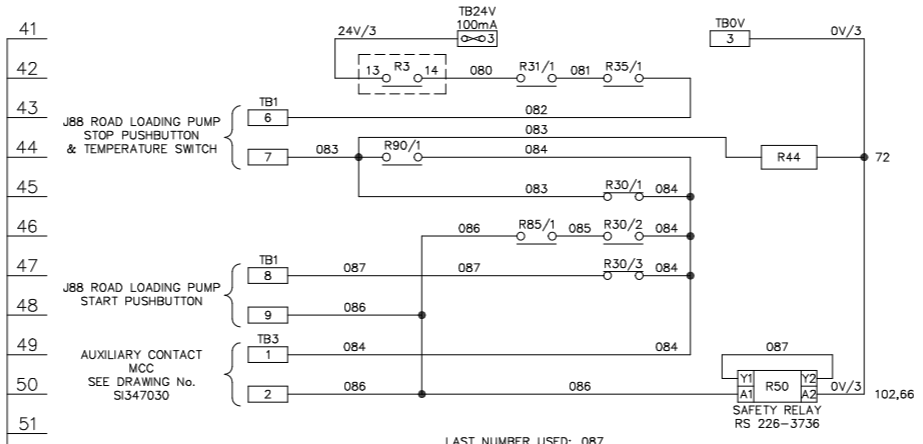 41
TB24V
100mA
24V/3
3
TB0V
3
0V/3
42
13 R3 14
080
R31/1
081
R35/1
43
TB1
6
082
J88 ROAD LOADING PUMP
STOP PUSHBUTTON
& TEMPERATURE SWITCH
083
44
7
083
R90/1
084
R44
72
45
083
R30/1
084
46
086
R85/1
085
R30/2
084
47
TB1
8
087
087
R30/3
084
J88 ROAD LOADING PUMP
START PUSHBUTTON
48
9
086
49
TB3
1
084
084
087
AUXILIARY CONTACT
MCC
SEE DRAWING No.
SI347030
50
2
086
086
Y1
Y2
R50
A1
A2
0V/3
102,66
SAFETY RELAY
RS 226-3736
51
LAST NUMBER USED: 087